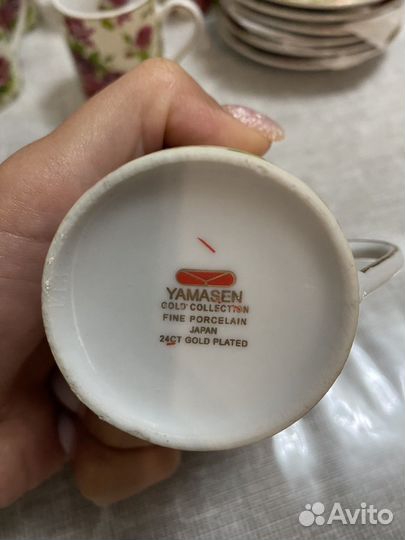 YAMASEN
GOLD COLLECTION
FINE PORCELAIN
JAPAN
24CT GOLD PLATED
Avito